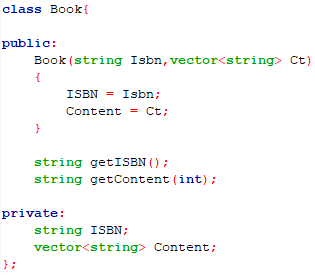 class Book{
public:
Book(string Isbn,vector<string> Ct)
{
ISBN = Isbn;
Content = Ct;
}
string getISBN();
string getContent(int);
private:
string ISBN;
vector<string> Content;
};